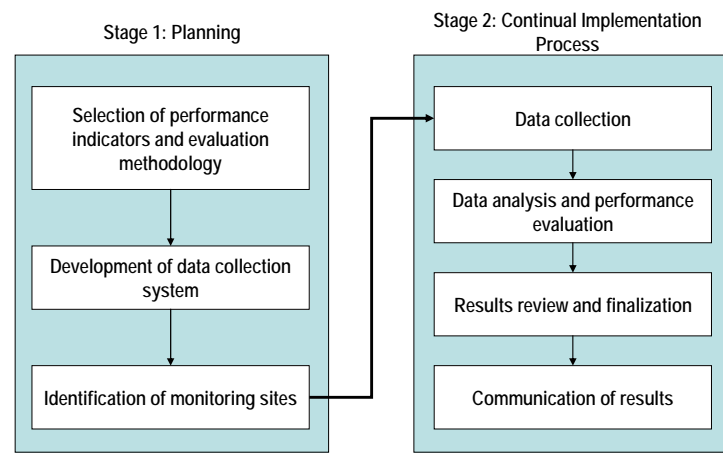 Stage 1: Planning
Selection of performance
indicators and evaluation
methodology
Development of data collection
system
Identification of monitoring sites
Stage 2: Continual Implementation
Process
Data collection
Data analysis and performance
evaluation
Results review and finalization
Communication of results